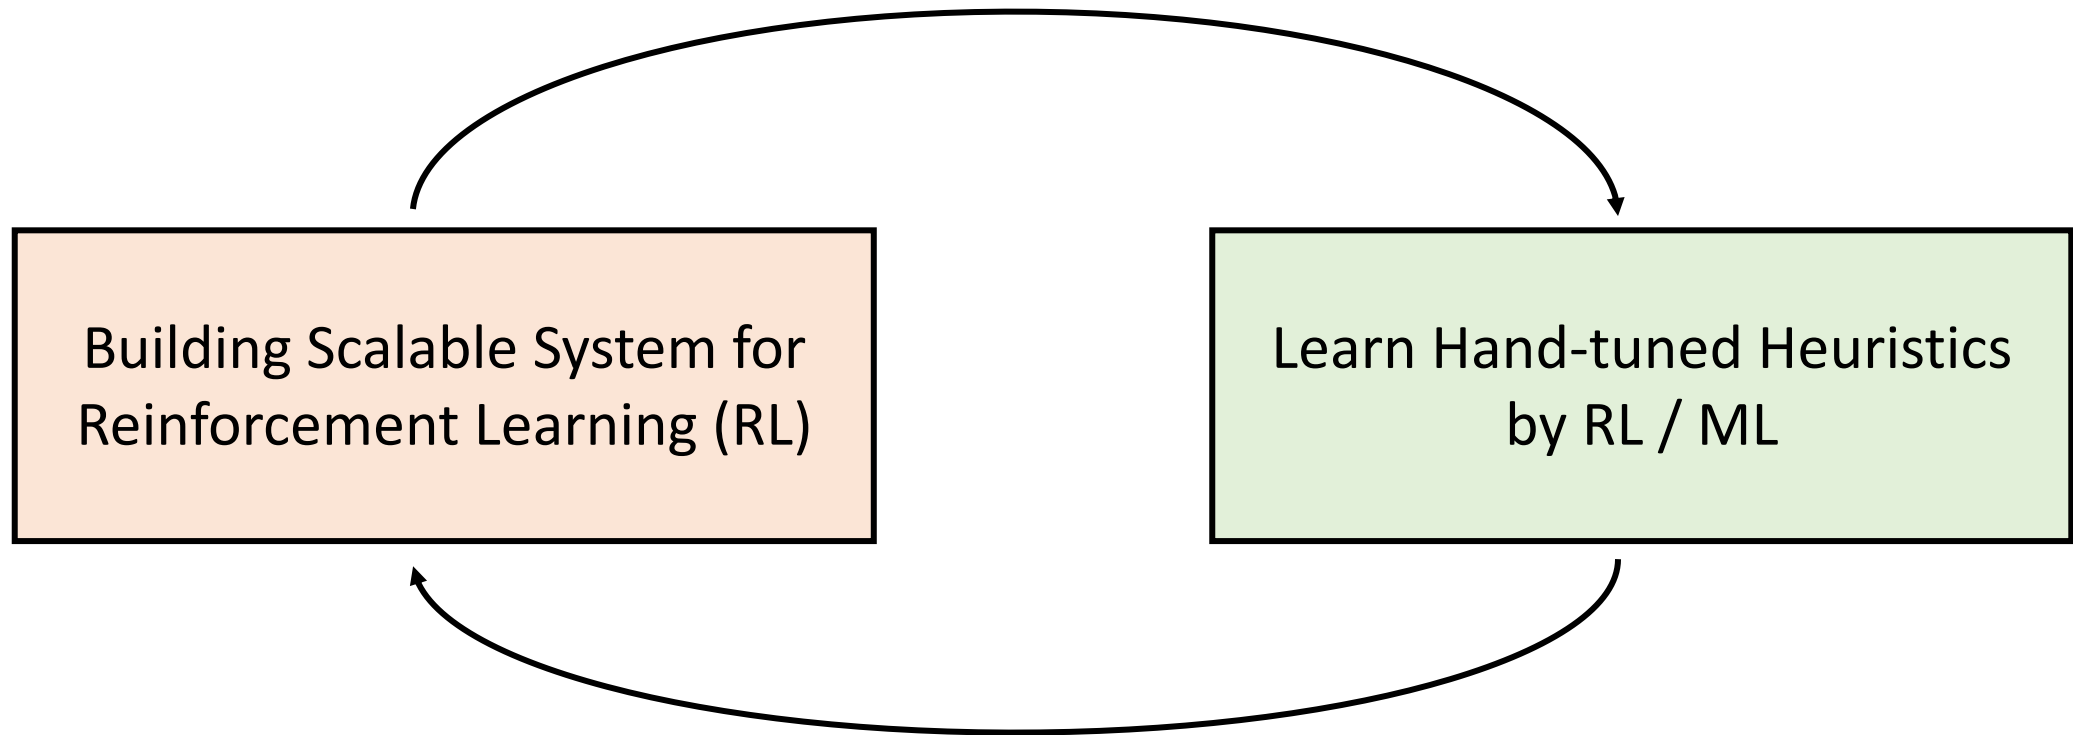 Building Scalable System for
Reinforcement Learning (RL)
Learn Hand-tuned Heuristics
by RL / ML